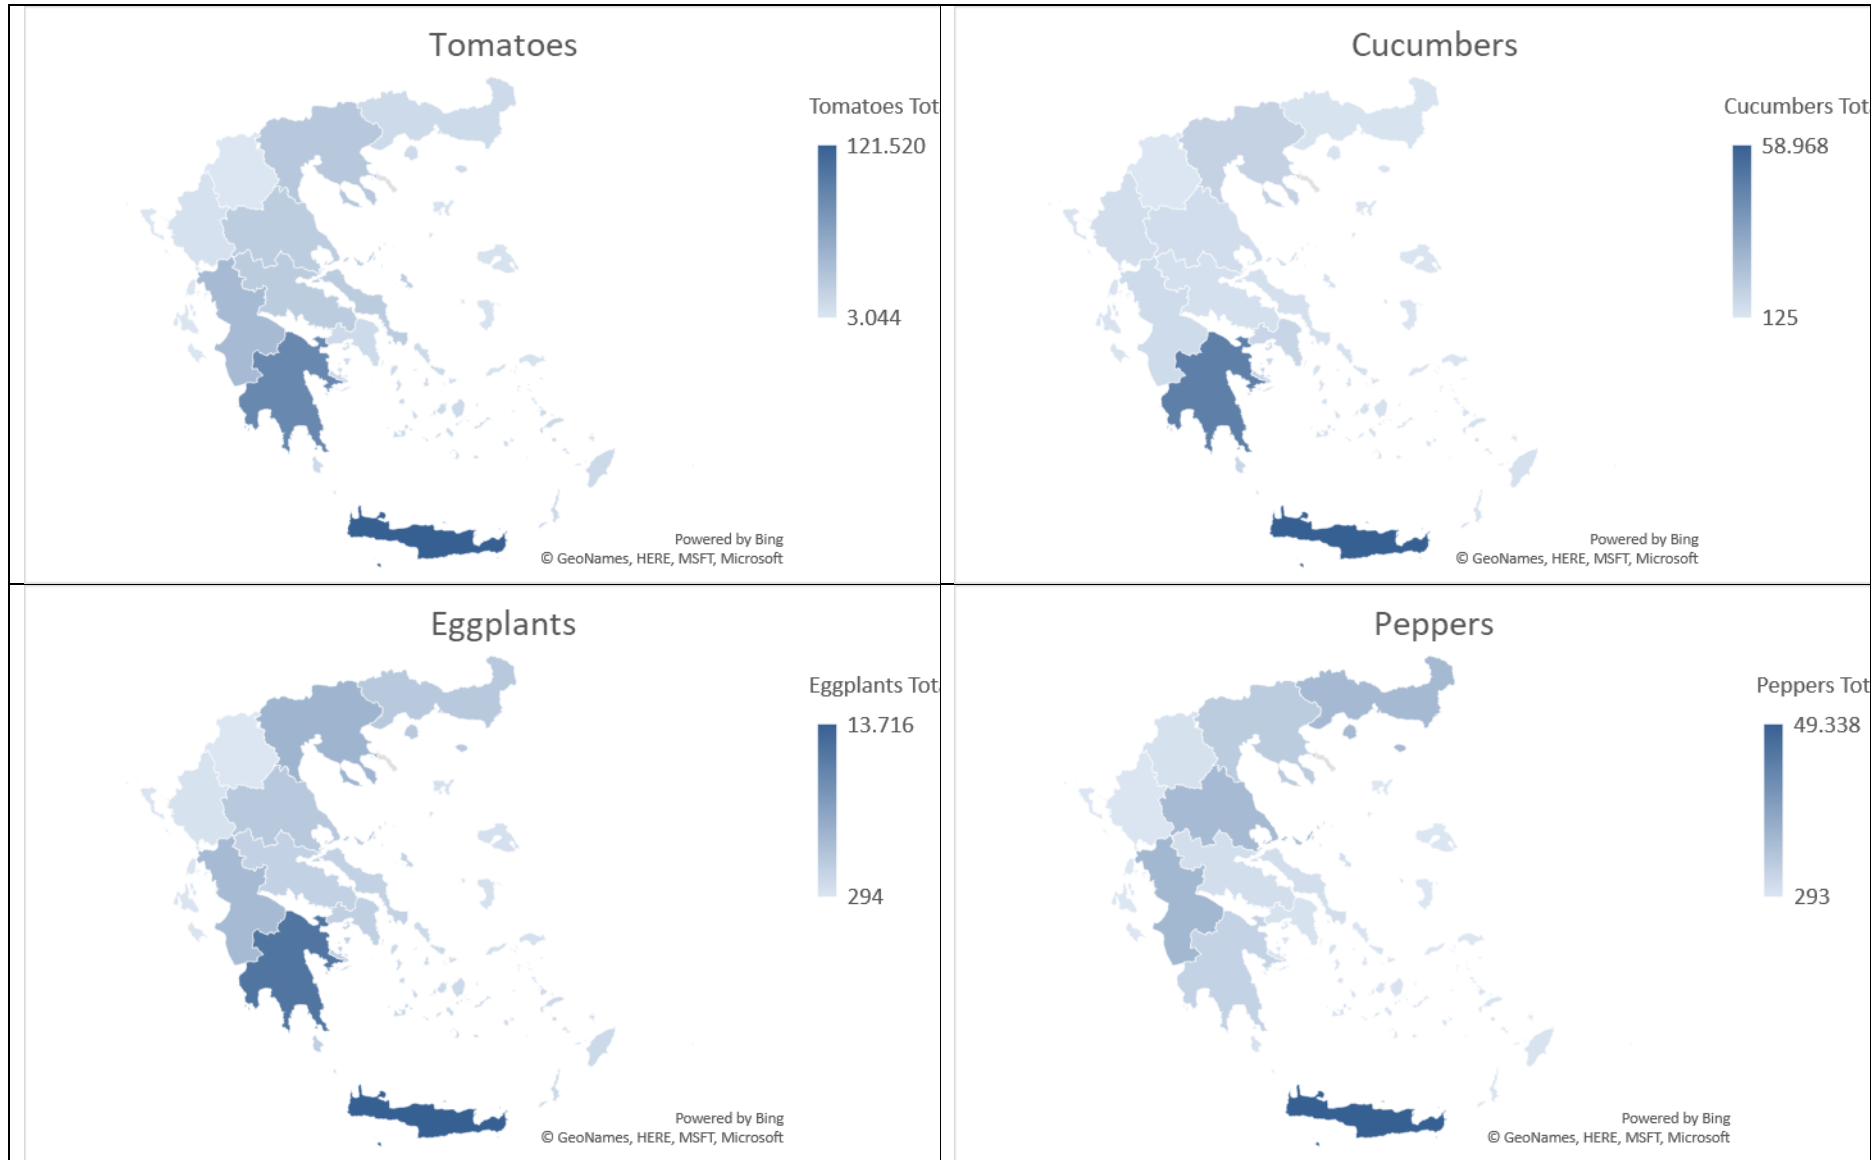 Tomatoes
Tomatoes Tot
121.520
3.044
Powered by Bing
© GeoNames, HERE, MSFT, Microsoft
Cucumbers
Cucumbers Tot
58.968
125
Powered by Bing
© GeoNames, HERE, MSFT, Microsoft
Eggplants
Eggplants Tot
13.716
294
Powered by Bing
© GeoNames, HERE, MSFT, Microsoft
Peppers
Peppers Tot
49.338
293
Powered by Bing
© GeoNames, HERE, MSFT, Microsoft